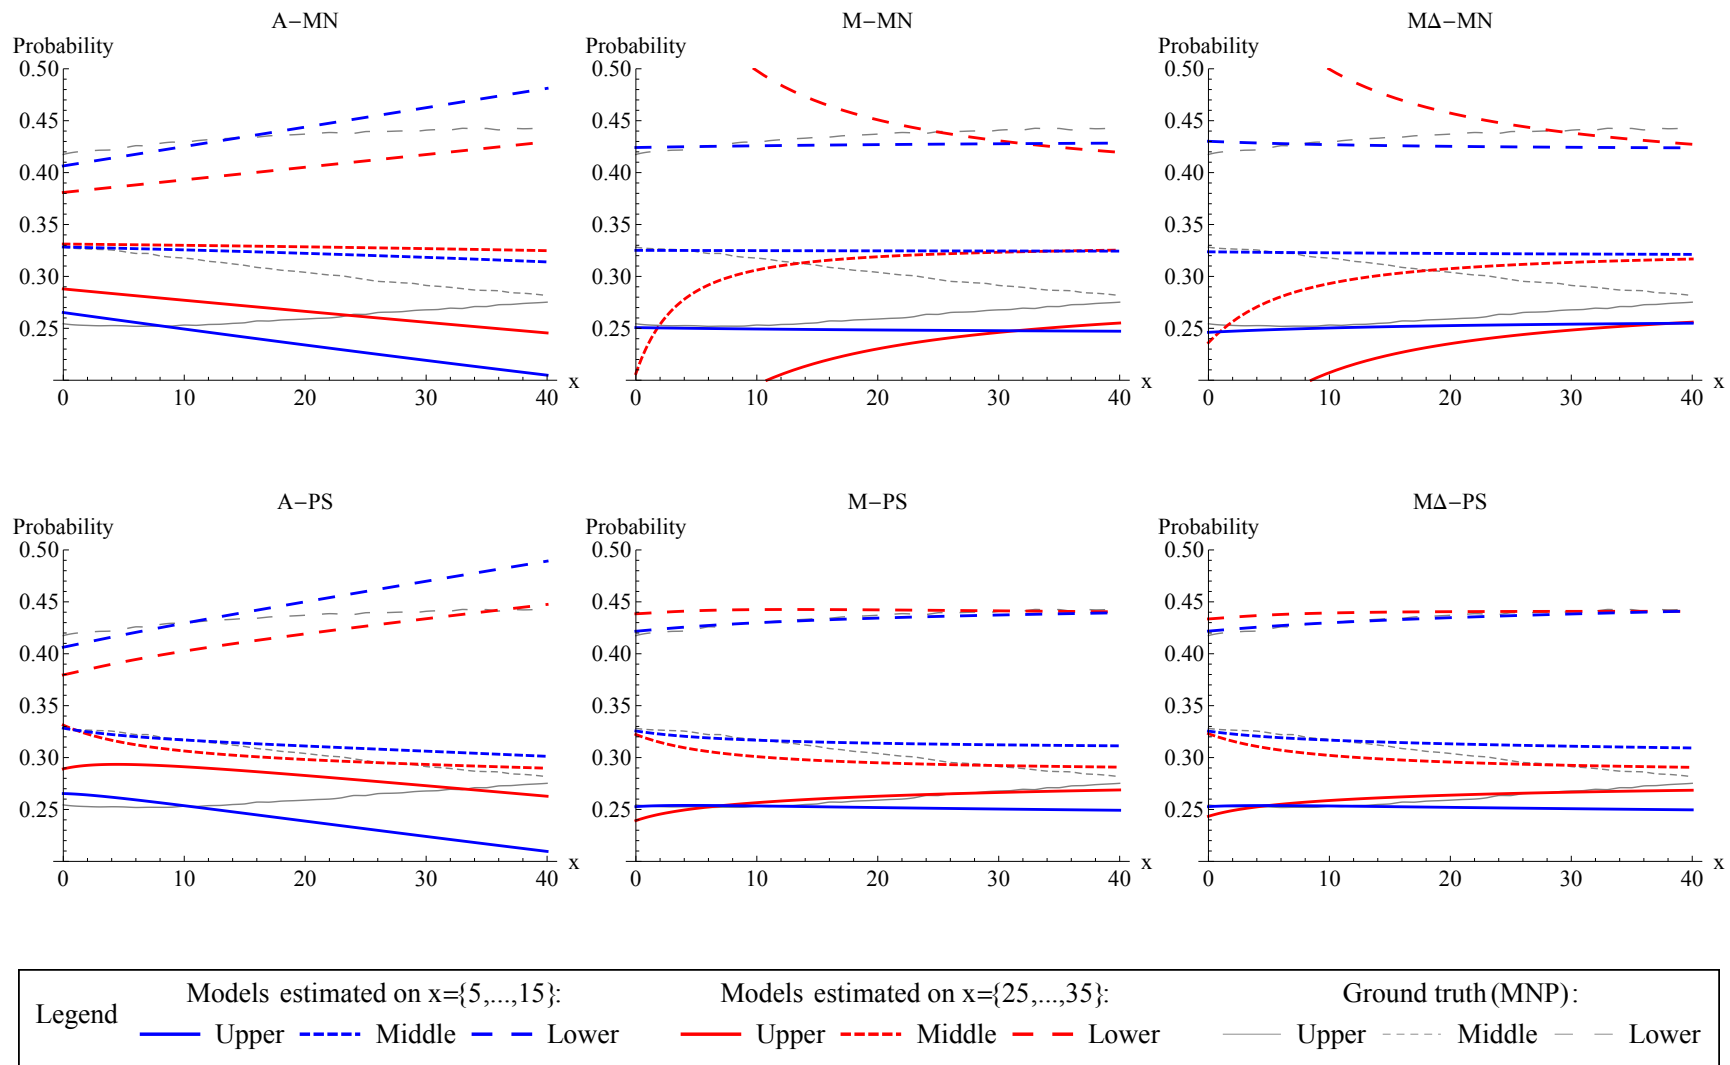 A−MN
M−MN
MΔ−MN
Probability
Probability
Probability
0.50
0.45
0.40
0.35
0.30
0.25
0 10 20 30 40 x
0.50
0.45
0.40
0.35
0.30
0.25
0 10 20 30 40 x
0.50
0.45
0.40
0.35
0.30
0.25
0 10 20 30 40 x
A−PS
M−PS
MΔ−PS
Probability
Probability
Probability
0.50
0.45
0.40
0.35
0.30
0.25
0 10 20 30 40 x
0.50
0.45
0.40
0.35
0.30
0.25
0 10 20 30 40 x
0.50
0.45
0.40
0.35
0.30
0.25
0 10 20 30 40 x
Legend
Models estimated on x={5,...,15}:
Upper Middle Lower
Models estimated on x={25,...,35}:
Upper Middle Lower
Ground truth (MNP) :
Upper Middle Lower